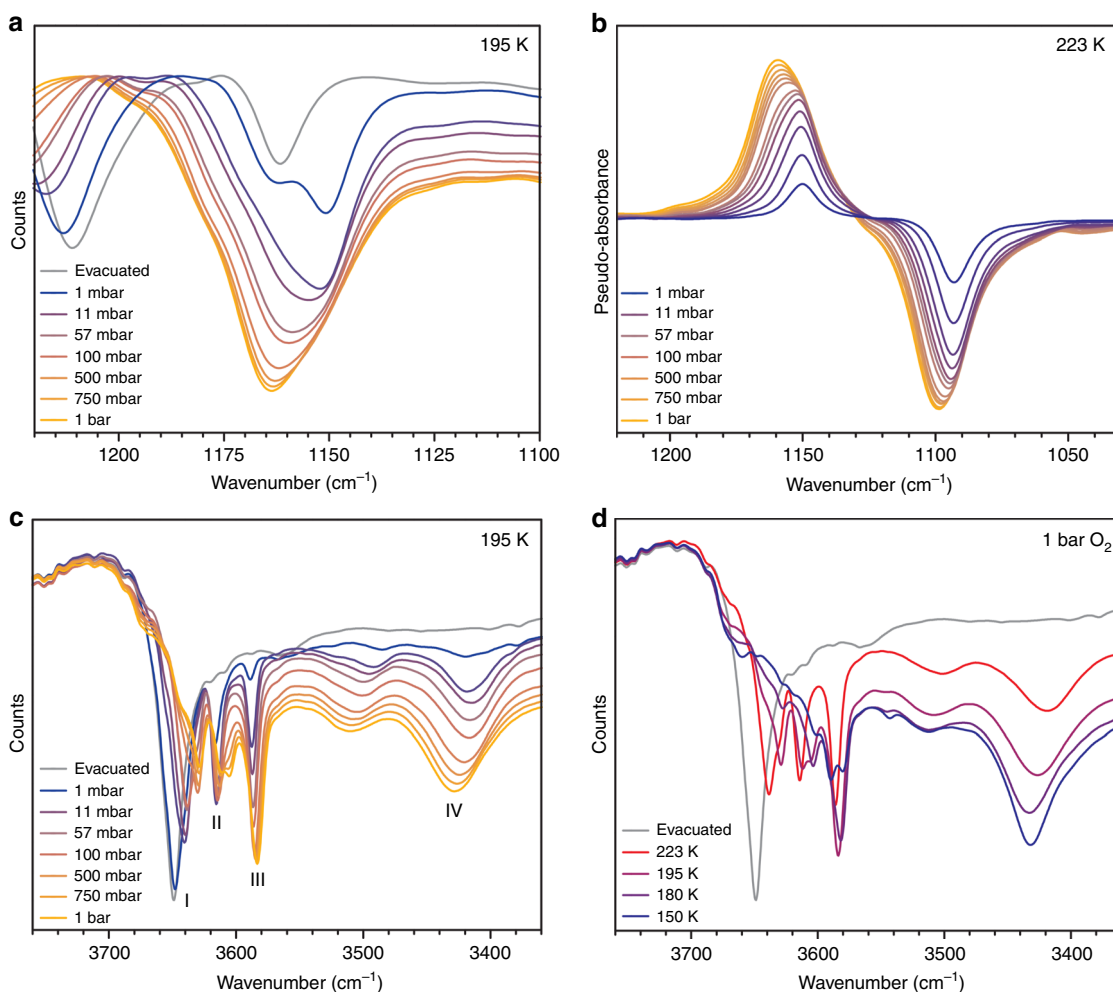 a
195 K
Counts
Evacuated
1 mbar
11 mbar
57 mbar
100 mbar
500 mbar
750 mbar
1 bar
1200
1175
1150
1125
1100
Wavenumber (cm⁻¹)
b
223 K
Pseudo-absorbance
1 mbar
11 mbar
57 mbar
100 mbar
500 mbar
750 mbar
1 bar
1200
1150
1100
1050
Wavenumber (cm⁻¹)
c
195 K
Counts
I
II
III
IV
Evacuated
1 mbar
11 mbar
57 mbar
100 mbar
500 mbar
750 mbar
1 bar
3700
3600
3500
3400
Wavenumber (cm⁻¹)
d
1 bar O₂
Counts
Evacuated
223 K
195 K
180 K
150 K
3700
3600
3500
3400
Wavenumber (cm⁻¹)